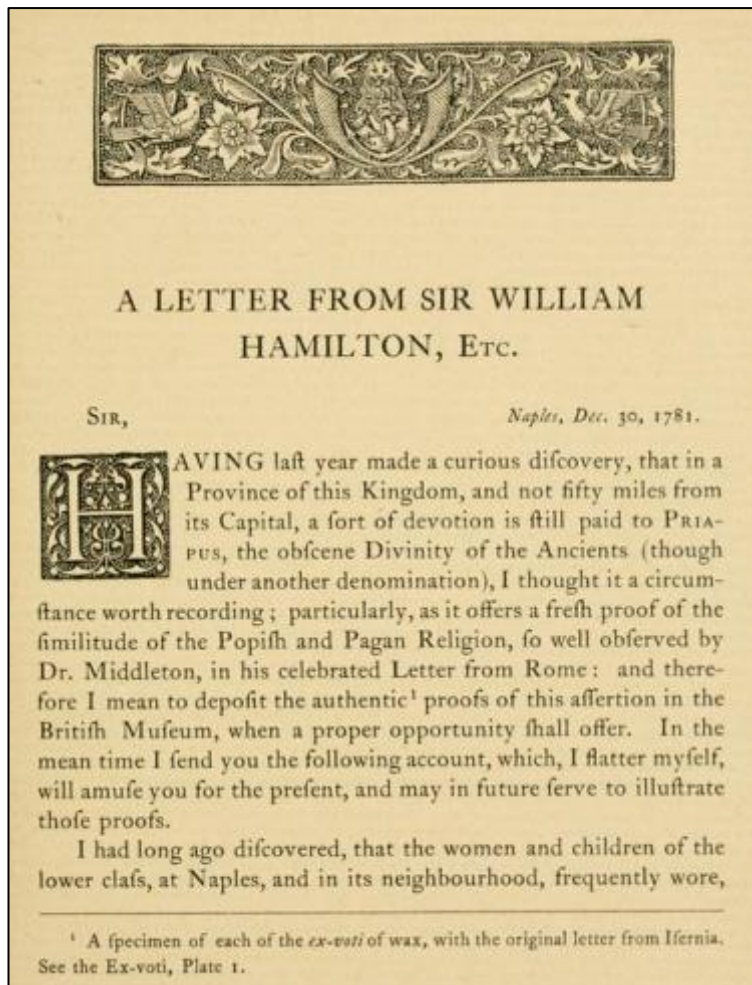 A LETTER FROM SIR WILLIAM
HAMILTON, Etc.
Sir,
Naples, Dec. 30, 1781.
HAVING laſt year made a curious diſcovery, that in a
Province of this Kingdom, and not fifty miles from
its Capital, a ſort of devotion is ſtill paid to Pria-
pus, the obſcene Divinity of the Ancients (though
under another denomination), I thought it a circum-
ſtance worth recording; particularly, as it offers a freſh proof of the
ſimilitude of the Popiſh and Pagan Religion, ſo well obſerved by
Dr. Middleton, in his celebrated Letter from Rome: and there-
fore I mean to depoſit the authentic¹ proofs of this aſſertion in the
Britiſh Muſeum, when a proper opportunity ſhall offer. In the
mean time I ſend you the following account, which, I flatter myſelf,
will amuſe you for the preſent, and may in future ſerve to illuſtrate
thoſe proofs.
I had long ago diſcovered, that the women and children of the
lower claſs, at Naples, and in its neighbourhood, frequently wore,
¹ A ſpecimen of each of the ex-voti of wax, with the original letter from Iſernia.
See the Ex-voti, Plate 1.